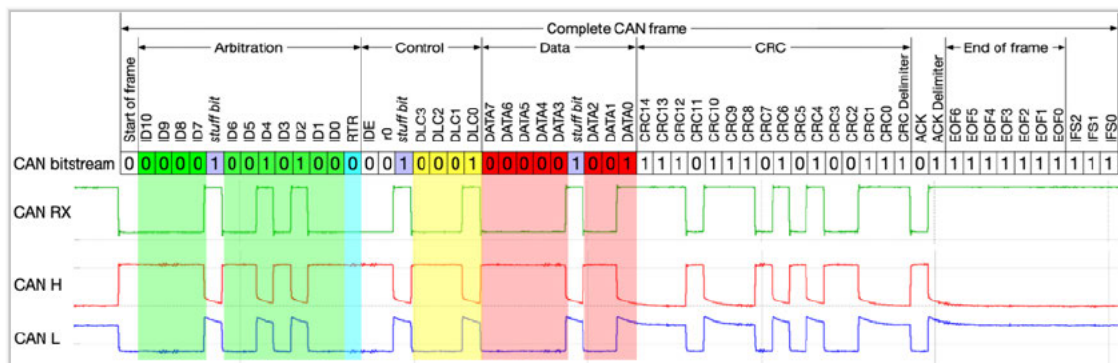 Complete CAN frame
Arbitration Control Data CRC End of frame
Start of frame
ID10
ID9
ID8
ID7
stuff bit
ID6
ID5
ID4
ID3
ID2
ID1
ID0
RTR
IDE
r0
stuff bit
DLC3
DLC2
DLC1
DLC0
DATA7
DATA6
DATA5
DATA4
DATA3
stuff bit
DATA2
DATA1
DATA0
CRC14
CRC13
CRC12
CRC11
CRC10
CRC9
CRC8
CRC7
CRC6
CRC5
CRC4
CRC3
CRC2
CRC1
CRC0
CRC Delimiter
ACK
ACK Delimiter
EOF6
EOF5
EOF4
EOF3
EOF2
EOF1
EOF0
IFS2
IFS1
IFS0
CAN bitstream 0 0 0 0 0 1 0 0 1 0 1 0 0 0 0 0 1 0 0 0 1 0 0 0 0 0 1 0 0 1 1 1 1 0 1 1 1 0 1 0 1 0 0 1 1 1 0 1 1 1 1 1 1 1 1 1 1 1
CAN RX
CAN H
CAN L